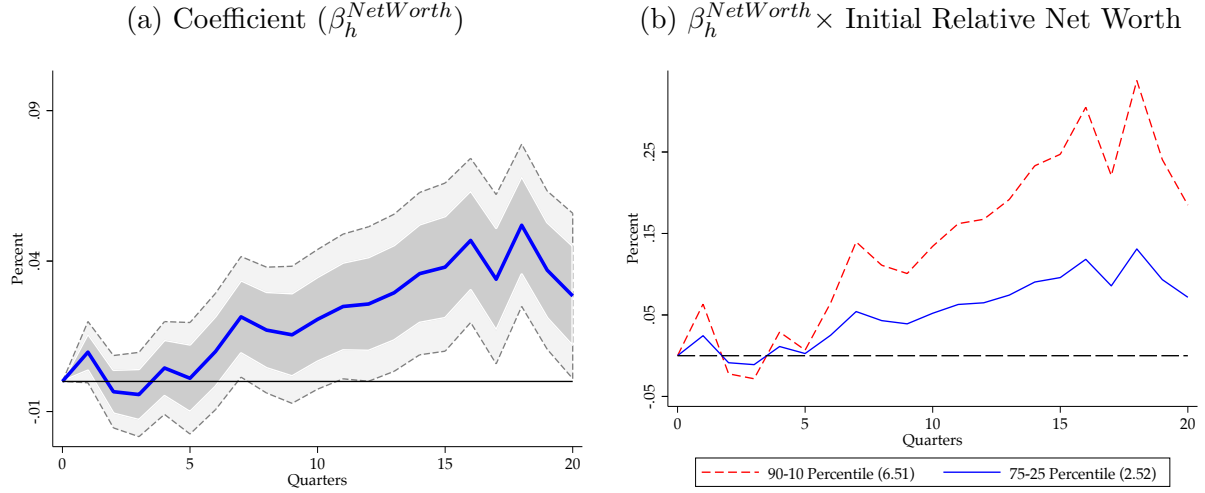 (a) Coefficient (β_h^{NetWorth})
(b) β_h^{NetWorth}× Initial Relative Net Worth
Percent
.09
.04
-.01
0 5 10 15 20
Quarters
Percent
.25
.15
.05
-.05
0 5 10 15 20
Quarters
90-10 Percentile (6.51) 75-25 Percentile (2.52)